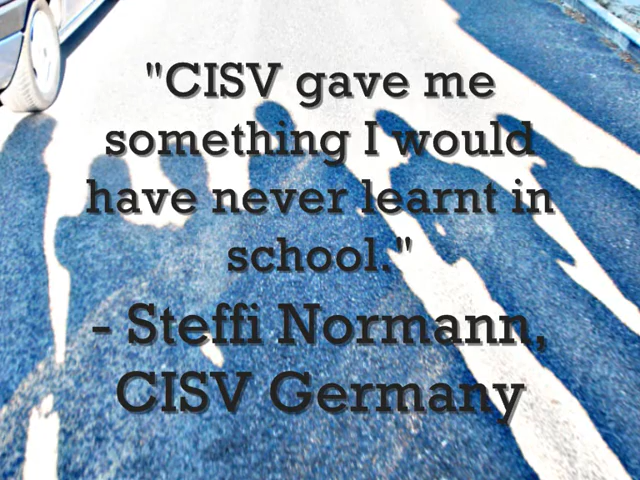 "CISV gave me
something I would
have never learnt in
school."
- Steffi Normann,
CISV Germany